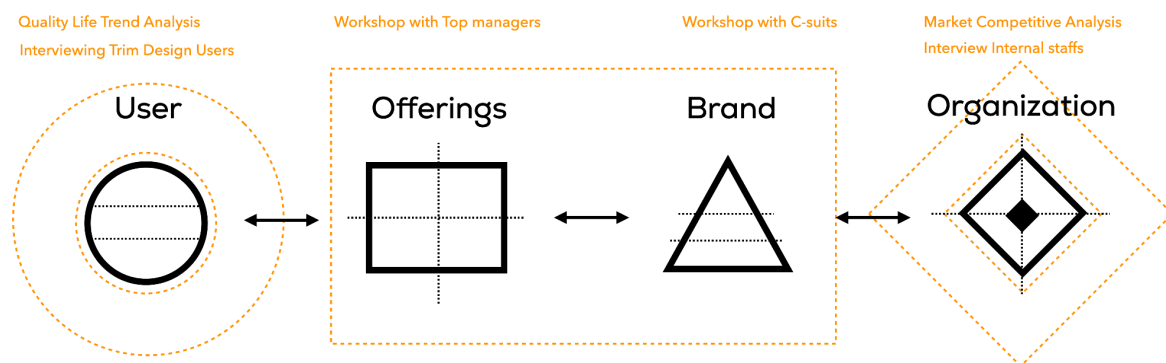 Quality Life Trend Analysis
Interviewing Trim Design Users
Workshop with Top managers
Workshop with C-suits
Market Competitive Analysis
Interview Internal staffs
User
Offerings
Brand
Organization